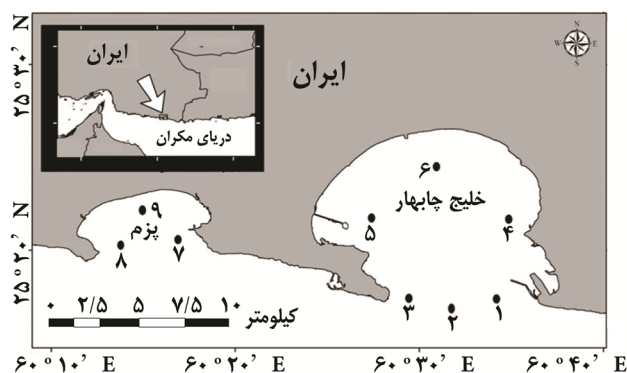 ایران
دریای مکران
ایران
N
W E
S
۶
خلیج چابهار
۵
۴
۳
۲
۱
۹
پزم
۸
۷
۰ ۲/۵ ۵ ۷/۵ ۱۰ کیلومتر
۲۵°۳۰′ N
۲۵°۲۰′ N
۶۰°۱۰′ E ۶۰°۲۰′ E ۶۰°۳۰′ E ۶۰°۴۰′ E